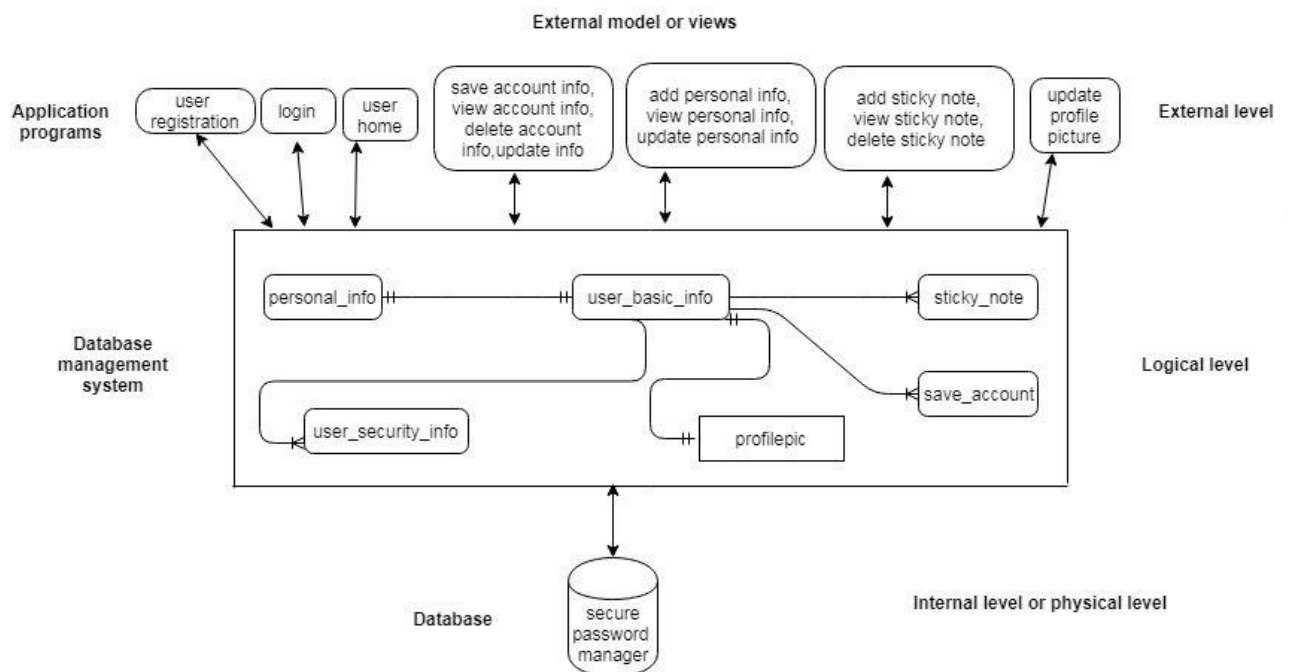 External model or views
Application
programs
user
registration
login
user
home
save account info,
view account info,
delete account
info,update info
add personal info,
view personal info,
update personal info
add sticky note,
view sticky note,
delete sticky note
update
profile
picture
External level
Database
management
system
personal_info
user_basic_info
sticky_note
save_account
user_security_info
profilepic
Logical level
Database
secure
password
manager
Internal level or physical level